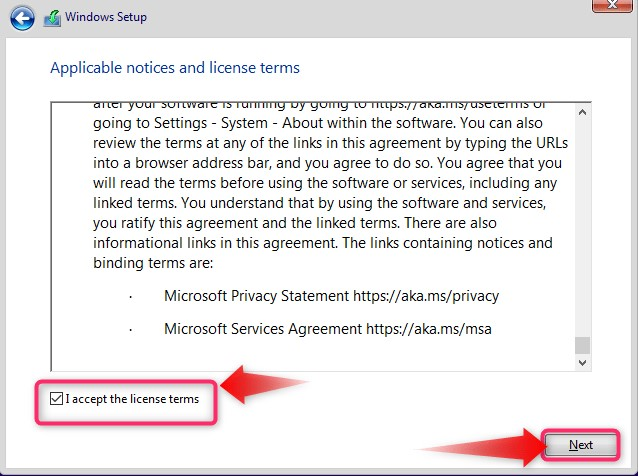 Windows Setup
Applicable notices and license terms
after your software is running by going to https://aka.ms/useterms or
going to Settings - System - About within the software. You can also
review the terms at any of the links in this agreement by typing the URLs
into a browser address bar, and you agree to do so. You agree that you
will read the terms before using the software or services, including any
linked terms. You understand that by using the software and services,
you ratify this agreement and the linked terms. There are also
informational links in this agreement. The links containing notices and
binding terms are:
· Microsoft Privacy Statement https://aka.ms/privacy
· Microsoft Services Agreement https://aka.ms/msa
I accept the license terms
Next